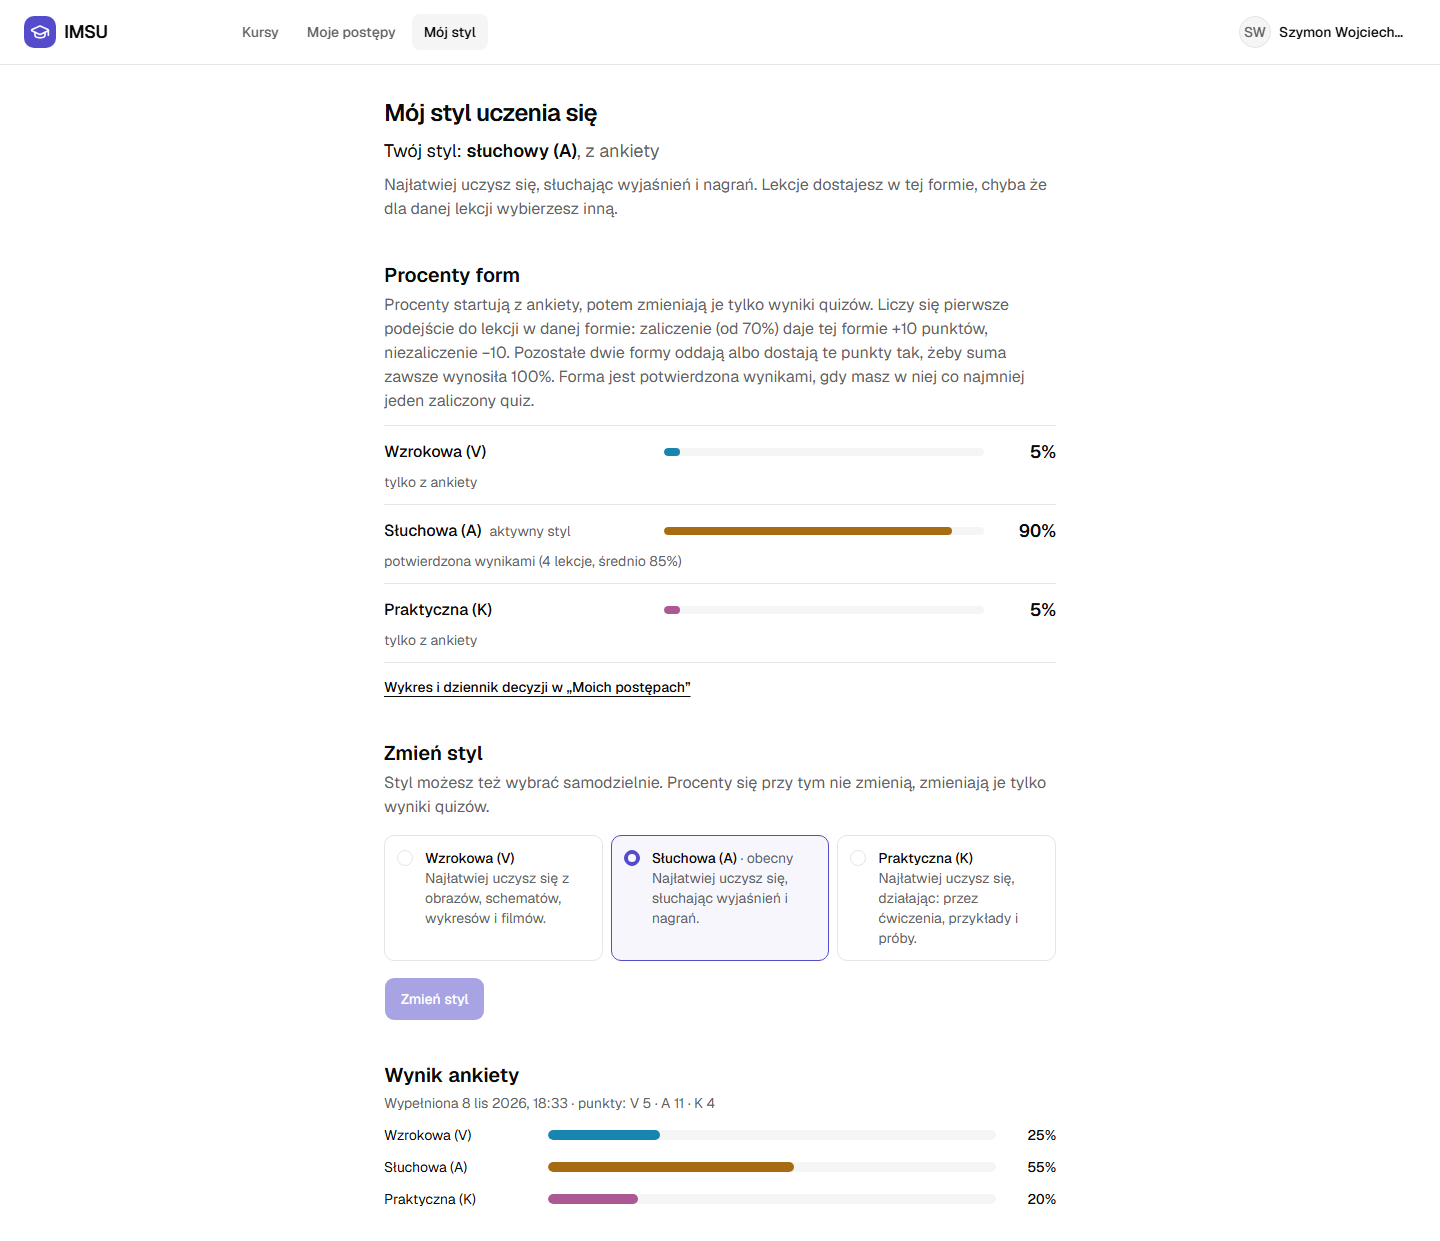 IMSU
Kursy
Moje postępy
Mój styl
SW
Szymon Wojciech...
Mój styl uczenia się
Twój styl: słuchowy (A), z ankiety
Najłatwiej uczysz się, słuchając wyjaśnień i nagrań. Lekcje dostajesz w tej formie, chyba że
dla danej lekcji wybierzesz inną.
Procenty form
Procenty startują z ankiety, potem zmieniają je tylko wyniki quizów. Liczy się pierwsze
podejście do lekcji w danej formie: zaliczenie (od 70%) daje tej formie +10 punktów,
niezaliczenie −10. Pozostałe dwie formy oddają albo dostają te punkty tak, żeby suma
zawsze wynosiła 100%. Forma jest potwierdzona wynikami, gdy masz w niej co najmniej
jeden zaliczony quiz.
Wzrokowa (V) 5%
tylko z ankiety
Słuchowa (A) aktywny styl 90%
potwierdzona wynikami (4 lekcje, średnio 85%)
Praktyczna (K) 5%
tylko z ankiety
Wykres i dziennik decyzji w „Moich postępach”
Zmień styl
Styl możesz też wybrać samodzielnie. Procenty się przy tym nie zmienią, zmieniają je tylko
wyniki quizów.
Wzrokowa (V)
Najłatwiej uczysz się z
obrazów, schematów,
wykresów i filmów.
Słuchowa (A) · obecny
Najłatwiej uczysz się,
słuchając wyjaśnień i
nagrań.
Praktyczna (K)
Najłatwiej uczysz się,
działając: przez
ćwiczenia, przykłady i
próby.
Zmień styl
Wynik ankiety
Wypełniona 8 lis 2026, 18:33 · punkty: V 5 · A 11 · K 4
Wzrokowa (V) 25%
Słuchowa (A) 55%
Praktyczna (K) 20%